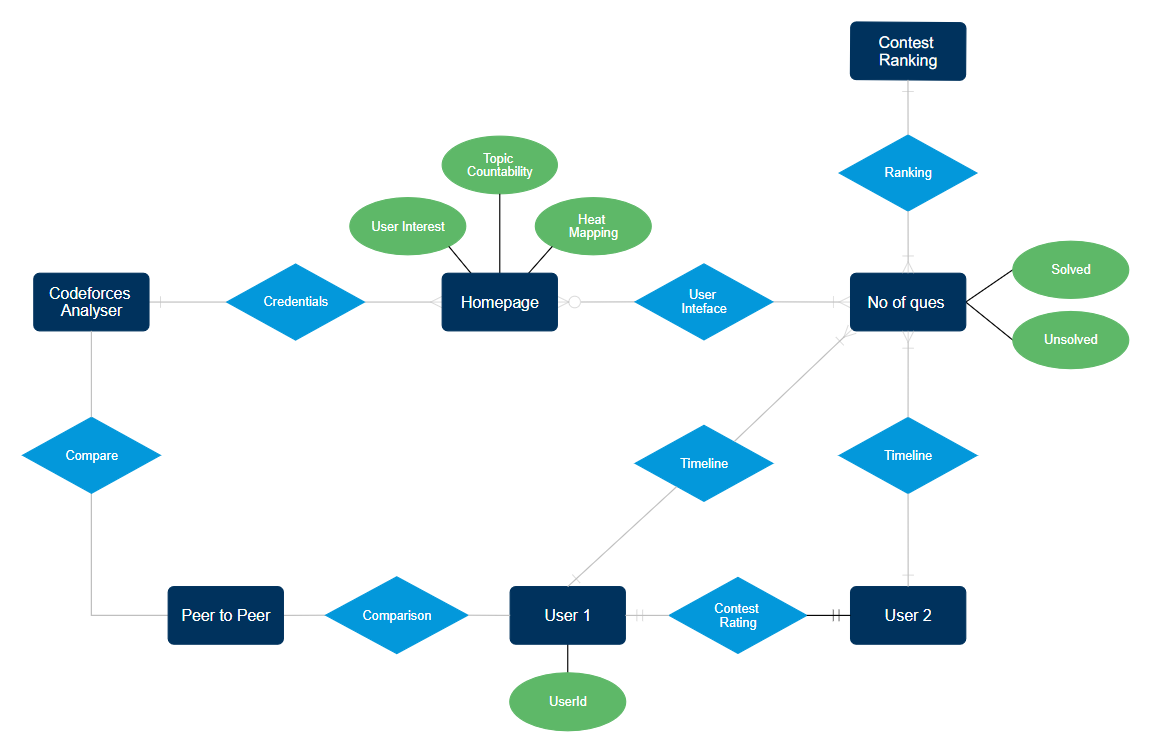 Contest
Ranking
Ranking
Topic
Countability
User Interest
Heat
Mapping
Codeforces
Analyser
Credentials
Homepage
User
Inteface
No of ques
Solved
Unsolved
Compare
Timeline
Timeline
Peer to Peer
Comparison
User 1
Contest
Rating
User 2
UserId